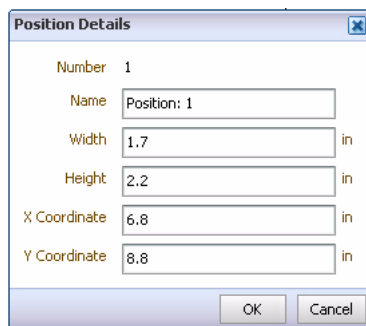 Position Details
Number 1
Name Position: 1
Width 1.7 in
Height 2.2 in
X Coordinate 6.8 in
Y Coordinate 8.8 in
OK Cancel